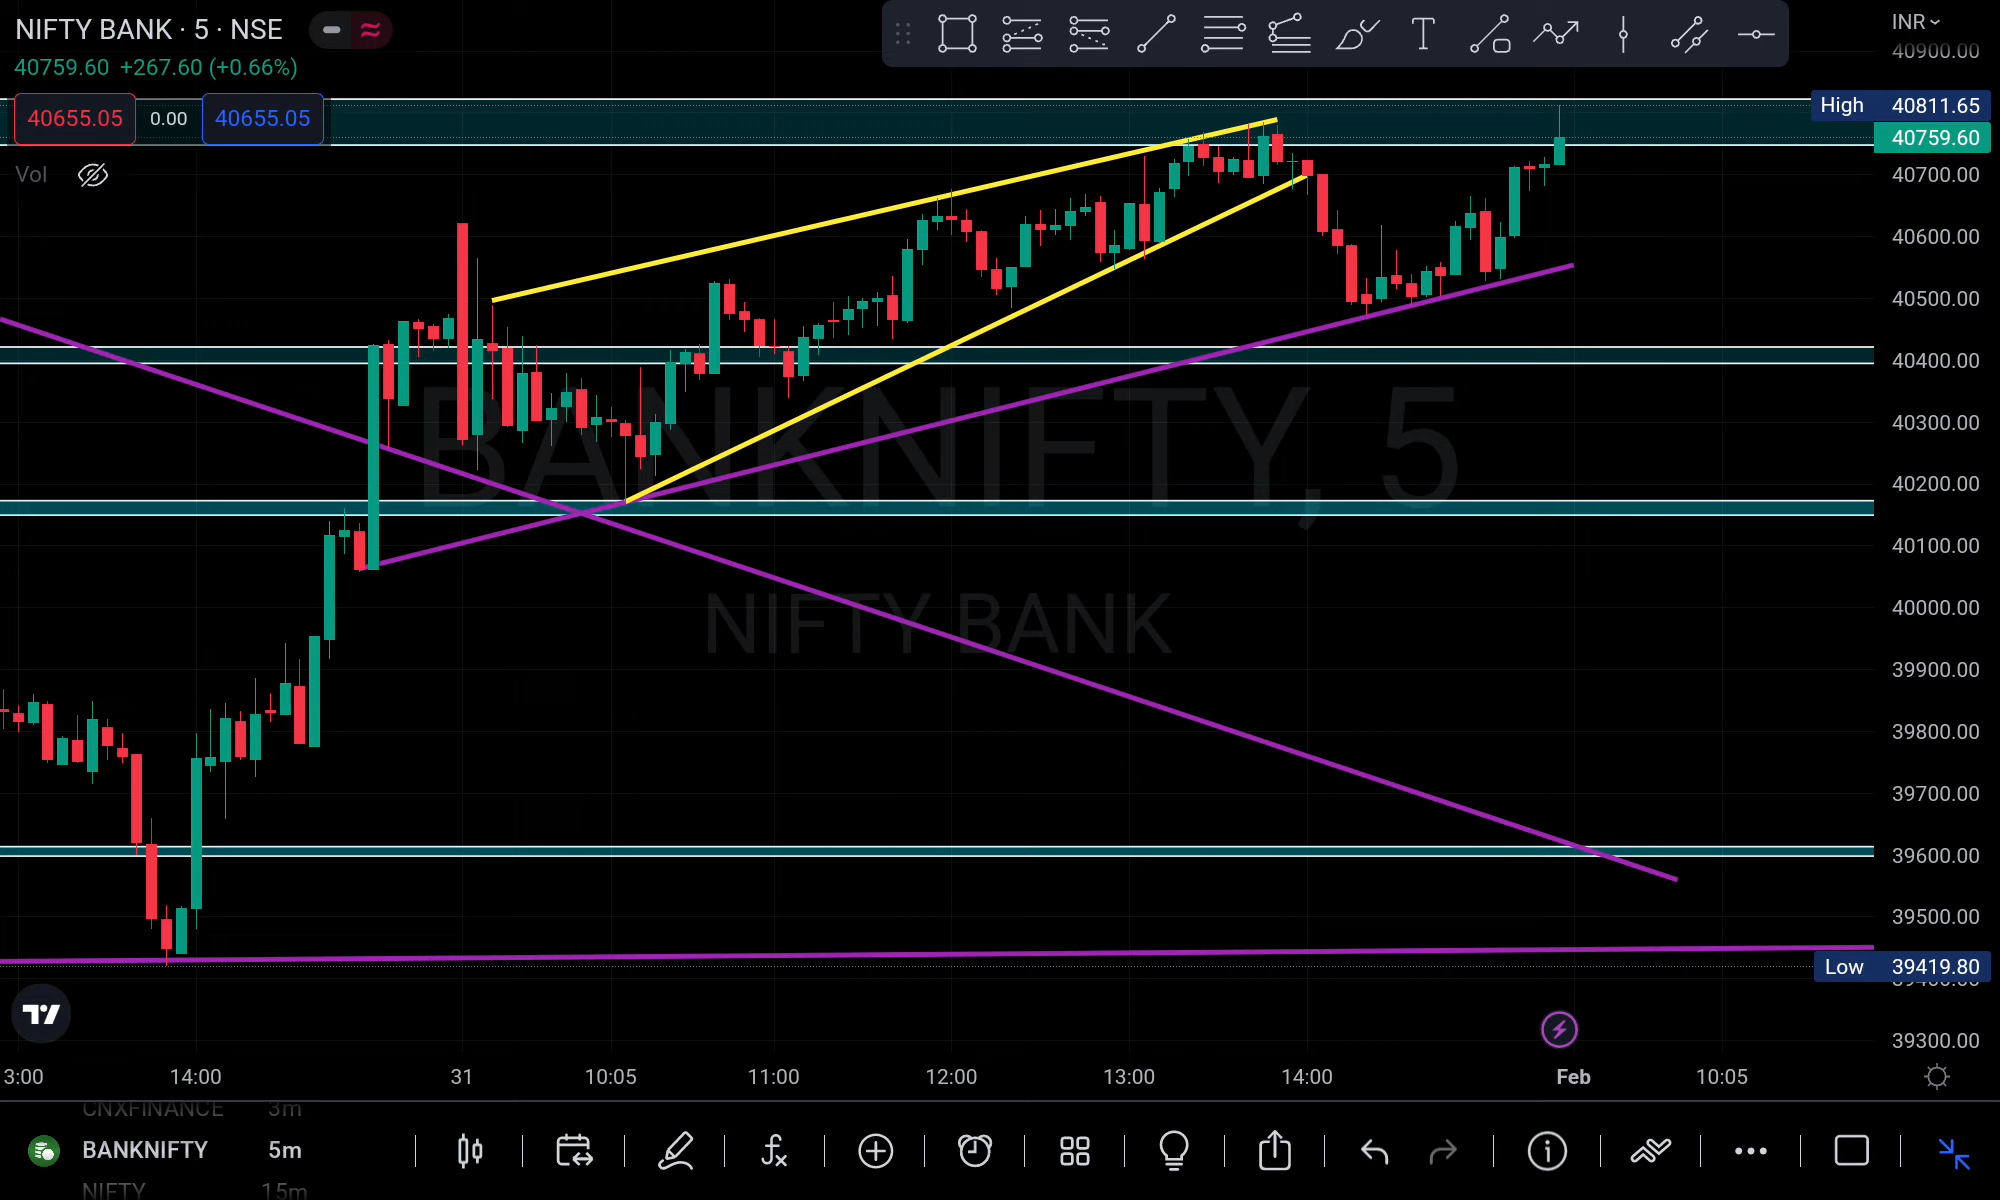 NIFTY BANK · 5 · NSE
40759.60 +267.60 (+0.66%)
40655.05 0.00 40655.05
Vol
INR
40900.00
High 40811.65
40759.60
40700.00
40600.00
40500.00
40400.00
40300.00
40200.00
40100.00
40000.00
39900.00
39800.00
39700.00
39600.00
39500.00
Low 39419.80
39400.00
39300.00
BANKNIFTY, 5
NIFTY BANK
3:00 14:00 31 10:05 11:00 12:00 13:00 14:00 Feb 10:05
CNXFINANCE 3m
BANKNIFTY 5m
NIFTY 15m